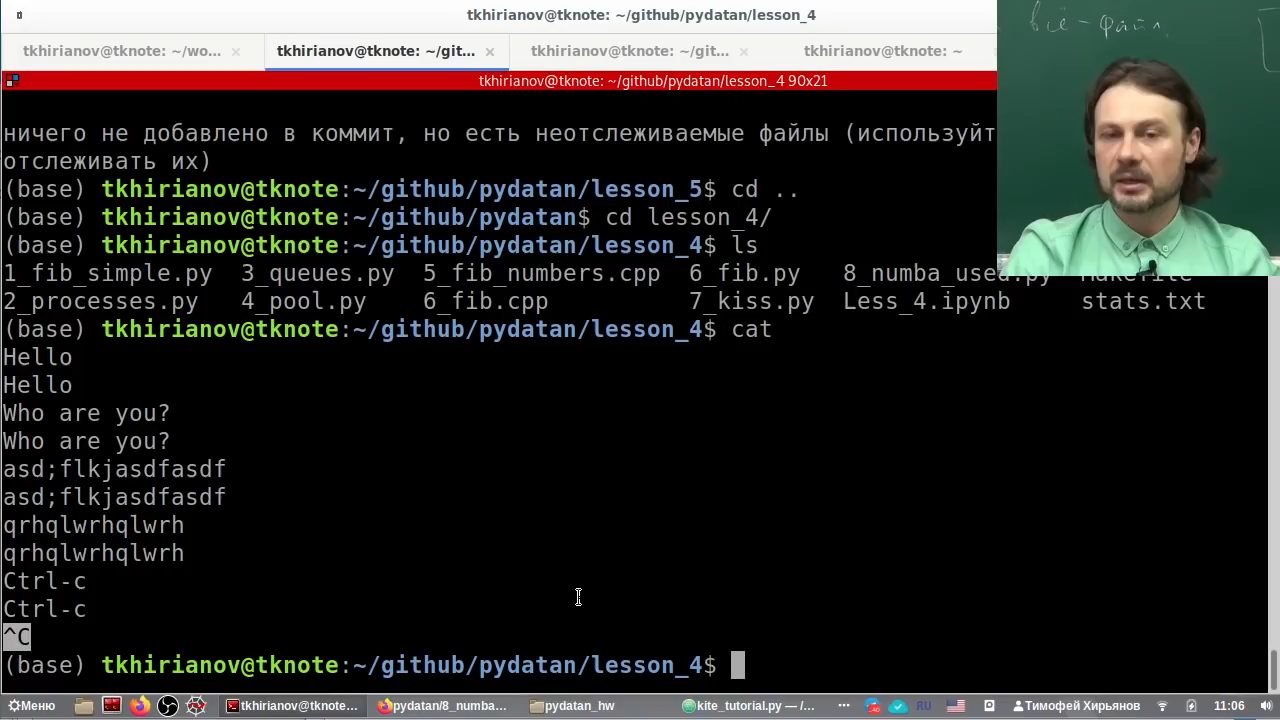 tkhirianov@tknote: ~/github/pydatan/lesson_4
tkhirianov@tknote: ~/wo... × tkhirianov@tknote: ~/git... × tkhirianov@tknote: ~/git... × tkhirianov@tknote: ~
tkhirianov@tknote: ~/github/pydatan/lesson_4 90x21
всё - файл
ничего не добавлено в коммит, но есть неотслеживаемые файлы (используйт
отслеживать их)
(base) tkhirianov@tknote:~/github/pydatan/lesson_5$ cd ..
(base) tkhirianov@tknote:~/github/pydatan$ cd lesson_4/
(base) tkhirianov@tknote:~/github/pydatan/lesson_4$ ls
1_fib_simple.py 3_queues.py 5_fib_numbers.cpp 6_fib.py 8_numba_used.py Makefile
2_processes.py 4_pool.py 6_fib.cpp 7_kiss.py Less_4.ipynb stats.txt
(base) tkhirianov@tknote:~/github/pydatan/lesson_4$ cat
Hello
Hello
Who are you?
Who are you?
asd;flkjasdfasdf
asd;flkjasdfasdf
qrhqlwrhqlwrh
qrhqlwrhqlwrh
Ctrl-c
Ctrl-c
^C
(base) tkhirianov@tknote:~/github/pydatan/lesson_4$
Меню tkhirianov@tknote:... pydatan/8_numba... pydatan_hw kite_tutorial.py — /... ... RU Тимофей Хирьянов 11:06